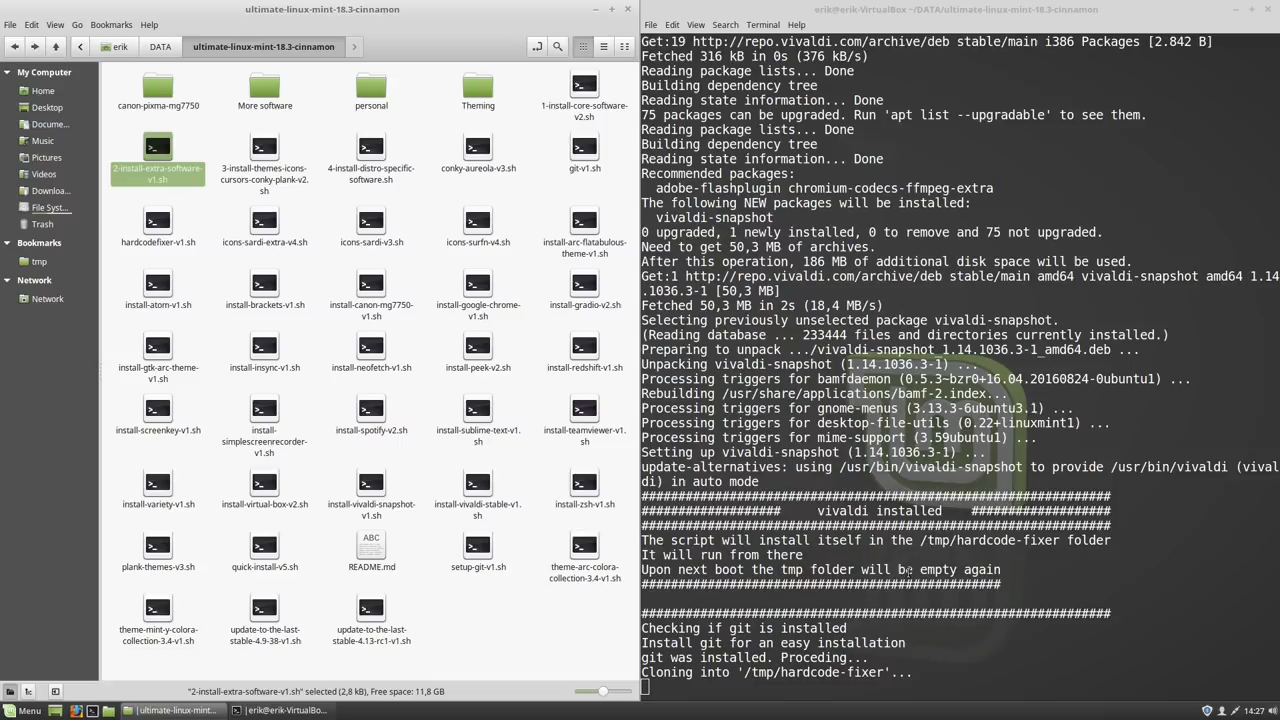 ultimate-linux-mint-18.3-cinnamon
File Edit View Go Bookmarks Help
erik DATA ultimate-linux-mint-18.3-cinnamon
My Computer
Home
Desktop
Docume...
Music
Pictures
Videos
Downloa...
File Syst...
Trash
Bookmarks
tmp
Network
Network
canon-pixma-mg7750
More software
personal
Theming
1-install-core-software-
v2.sh
2-install-extra-software-
v1.sh
3-install-themes-icons-
cursors-conky-plank-v2.
sh
4-install-distro-specific-
software.sh
conky-aureola-v3.sh
git-v1.sh
hardcodefixer-v1.sh
icons-sardi-extra-v4.sh
icons-sardi-v3.sh
icons-surfn-v4.sh
install-arc-flatabulous-
theme-v1.sh
install-atom-v1.sh
install-brackets-v1.sh
install-canon-mg7750-
v1.sh
install-google-chrome-
v1.sh
install-gradio-v2.sh
install-gtk-arc-theme-
v1.sh
install-insync-v1.sh
install-neofetch-v1.sh
install-peek-v2.sh
install-redshift-v1.sh
install-screenkey-v1.sh
install-
simplescreenrecorder-
v1.sh
install-spotify-v2.sh
install-sublime-text-v1.
sh
install-teamviewer-v1.
sh
install-variety-v1.sh
install-virtual-box-v2.sh
install-vivaldi-snapshot-
v1.sh
install-vivaldi-stable-v1.
sh
install-zsh-v1.sh
plank-themes-v3.sh
quick-install-v5.sh
ABC
README.md
setup-git-v1.sh
theme-arc-colora-
collection-3.4-v1.sh
theme-mint-y-colora-
collection-3.4-v1.sh
update-to-the-last-
stable-4.9-38-v1.sh
update-to-the-last-
stable-4.13-rc1-v1.sh
"2-install-extra-software-v1.sh" selected (2,8 kB), Free space: 11,8 GB
erik@erik-VirtualBox ~/DATA/ultimate-linux-mint-18.3-cinnamon
File Edit View Search Terminal Help
Get:19 http://repo.vivaldi.com/archive/deb stable/main i386 Packages [2.842 B]
Fetched 316 kB in 0s (376 kB/s)
Reading package lists... Done
Building dependency tree
Reading state information... Done
75 packages can be upgraded. Run 'apt list --upgradable' to see them.
Reading package lists... Done
Building dependency tree
Reading state information... Done
Recommended packages:
adobe-flashplugin chromium-codecs-ffmpeg-extra
The following NEW packages will be installed:
vivaldi-snapshot
0 upgraded, 1 newly installed, 0 to remove and 75 not upgraded.
Need to get 50,3 MB of archives.
After this operation, 186 MB of additional disk space will be used.
Get:1 http://repo.vivaldi.com/archive/deb stable/main amd64 vivaldi-snapshot amd64 1.14
.1036.3-1 [50,3 MB]
Fetched 50,3 MB in 2s (18,4 MB/s)
Selecting previously unselected package vivaldi-snapshot.
(Reading database ... 233444 files and directories currently installed.)
Preparing to unpack .../vivaldi-snapshot_1.14.1036.3-1_amd64.deb ...
Unpacking vivaldi-snapshot (1.14.1036.3-1) ...
Processing triggers for bamfdaemon (0.5.3~bzr0+16.04.20160824-0ubuntu1) ...
Rebuilding /usr/share/applications/bamf-2.index...
Processing triggers for gnome-menus (3.13.3-6ubuntu3.1) ...
Processing triggers for desktop-file-utils (0.22+linuxmint1) ...
Processing triggers for mime-support (3.59ubuntu1) ...
Setting up vivaldi-snapshot (1.14.1036.3-1) ...
update-alternatives: using /usr/bin/vivaldi-snapshot to provide /usr/bin/vivaldi (vival
di) in auto mode
################################################################
################### vivaldi installed ###################
################################################################
The script will install itself in the /tmp/hardcode-fixer folder
It will run from there
Upon next boot the tmp folder will be empty again
#################################################
################################################################
Checking if git is installed
Install git for an easy installation
git was installed. Proceding...
Cloning into '/tmp/hardcode-fixer'...
Menu
ultimate-linux-mint...
erik@erik-VirtualBo...
14:27